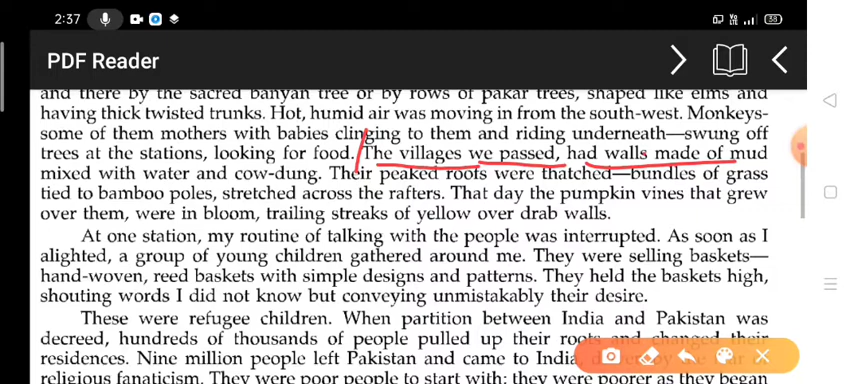 2:37
38
PDF Reader
and there by the sacred banyan tree or by rows of pakar trees, shaped like elms and
having thick twisted trunks. Hot, humid air was moving in from the south-west. Monkeys-
some of them mothers with babies clinging to them and riding underneath—swung off
trees at the stations, looking for food. The villages we passed, had walls made of mud
mixed with water and cow-dung. Their peaked roofs were thatched—bundles of grass
tied to bamboo poles, stretched across the rafters. That day the pumpkin vines that grew
over them, were in bloom, trailing streaks of yellow over drab walls.
At one station, my routine of talking with the people was interrupted. As soon as I
alighted, a group of young children gathered around me. They were selling baskets—
hand-woven, reed baskets with simple designs and patterns. They held the baskets high,
shouting words I did not know but conveying unmistakably their desire.
These were refugee children. When partition between India and Pakistan was
decreed, hundreds of thousands of people pulled up their roots and changed their
residences. Nine million people left Pakistan and came to India, of
religious fanaticism. They were poor people to start with; they were poorer as they began